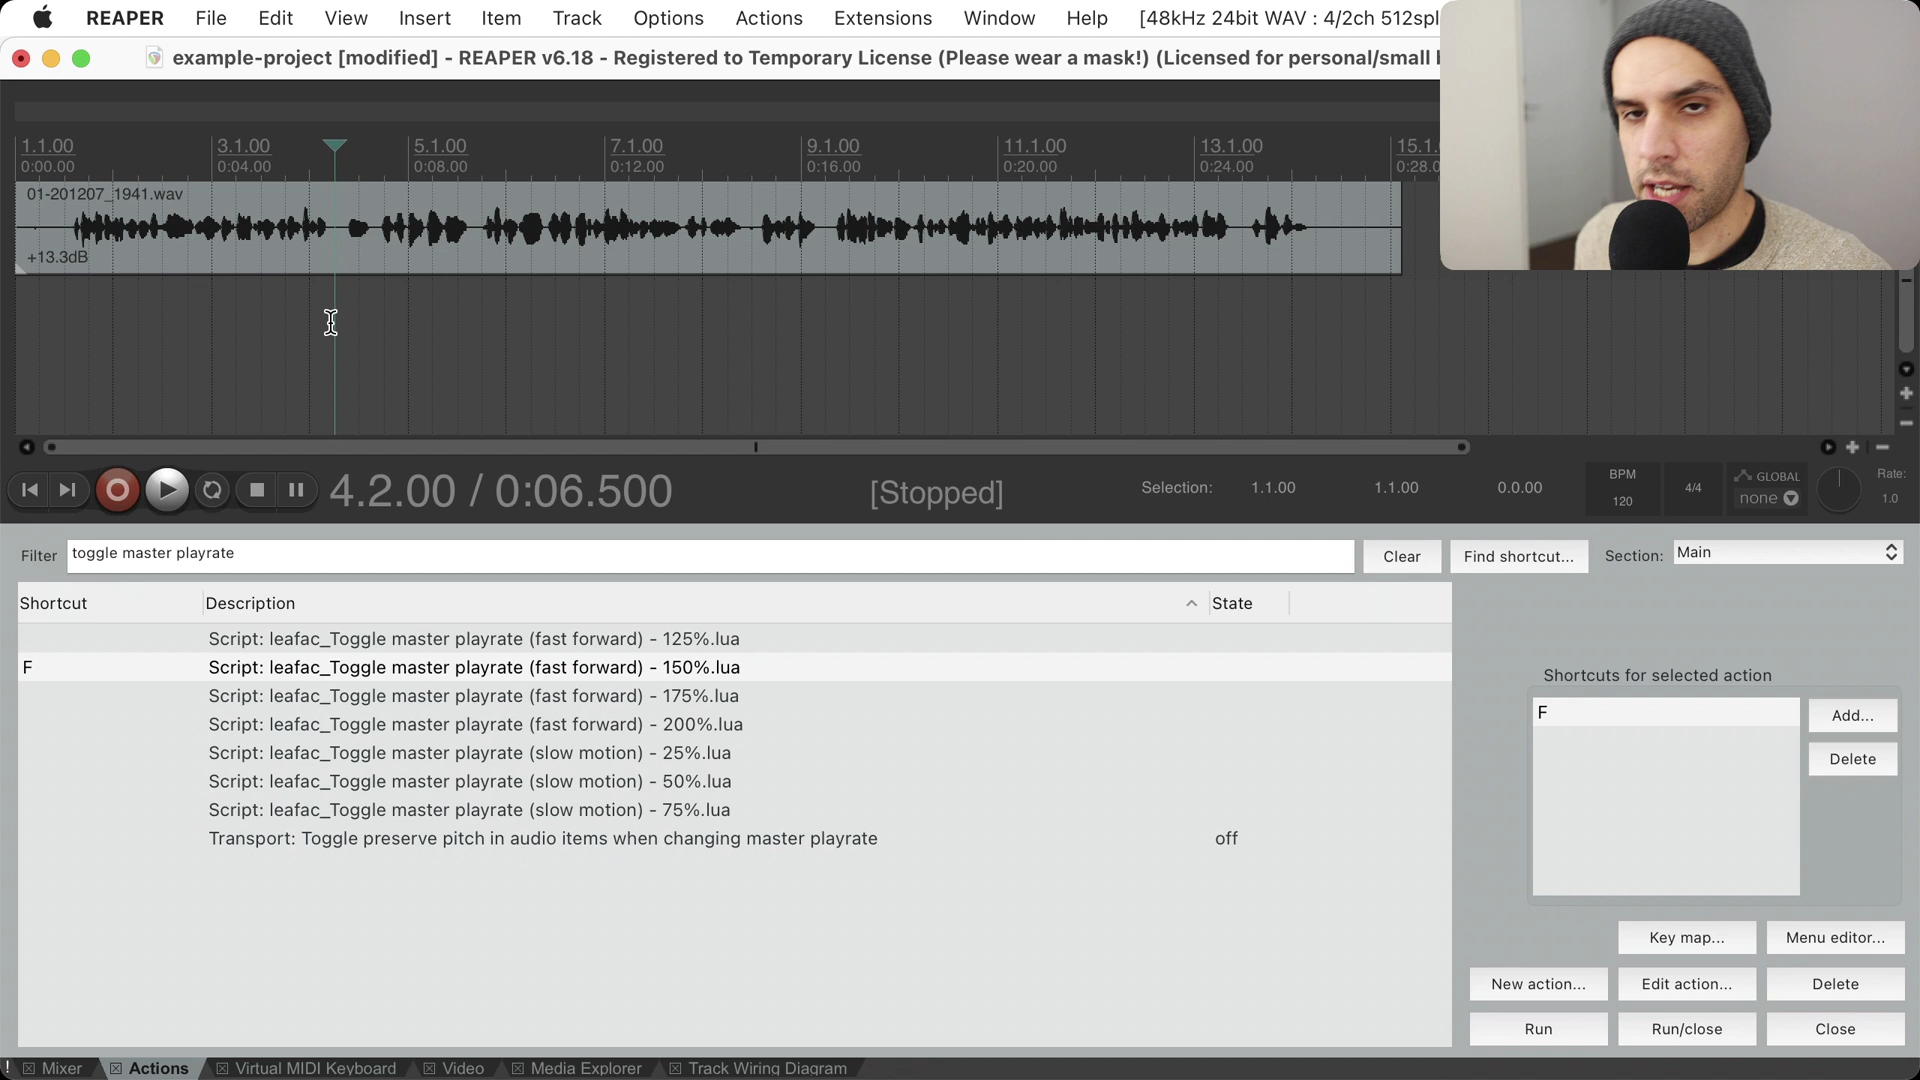 REAPER File Edit View Insert Item Track Options Actions Extensions Window Help [48kHz 24bit WAV : 4/2ch 512spl
example-project [modified] - REAPER v6.18 - Registered to Temporary License (Please wear a mask!) (Licensed for personal/small
1.1.00 3.1.00 5.1.00 7.1.00 9.1.00 11.1.00 13.1.00 15.1.
0:00.00 0:04.00 0:08.00 0:12.00 0:16.00 0:20.00 0:24.00 0:28.0
01-201207_1941.wav
+13.3dB
4.2.00 / 0:06.500 [Stopped] Selection: 1.1.00 1.1.00 0.0.00
BPM 120 4/4 GLOBAL none Rate: 1.0
Filter toggle master playrate Clear Find shortcut... Section: Main
Shortcut Description State
Script: leafac_Toggle master playrate (fast forward) - 125%.lua
F Script: leafac_Toggle master playrate (fast forward) - 150%.lua
Script: leafac_Toggle master playrate (fast forward) - 175%.lua
Script: leafac_Toggle master playrate (fast forward) - 200%.lua
Script: leafac_Toggle master playrate (slow motion) - 25%.lua
Script: leafac_Toggle master playrate (slow motion) - 50%.lua
Script: leafac_Toggle master playrate (slow motion) - 75%.lua
Transport: Toggle preserve pitch in audio items when changing master playrate off
Shortcuts for selected action
F Add...
Delete
Key map... Menu editor...
New action... Edit action... Delete
Run Run/close Close
! Mixer Actions Virtual MIDI Keyboard Video Media Explorer Track Wiring Diagram